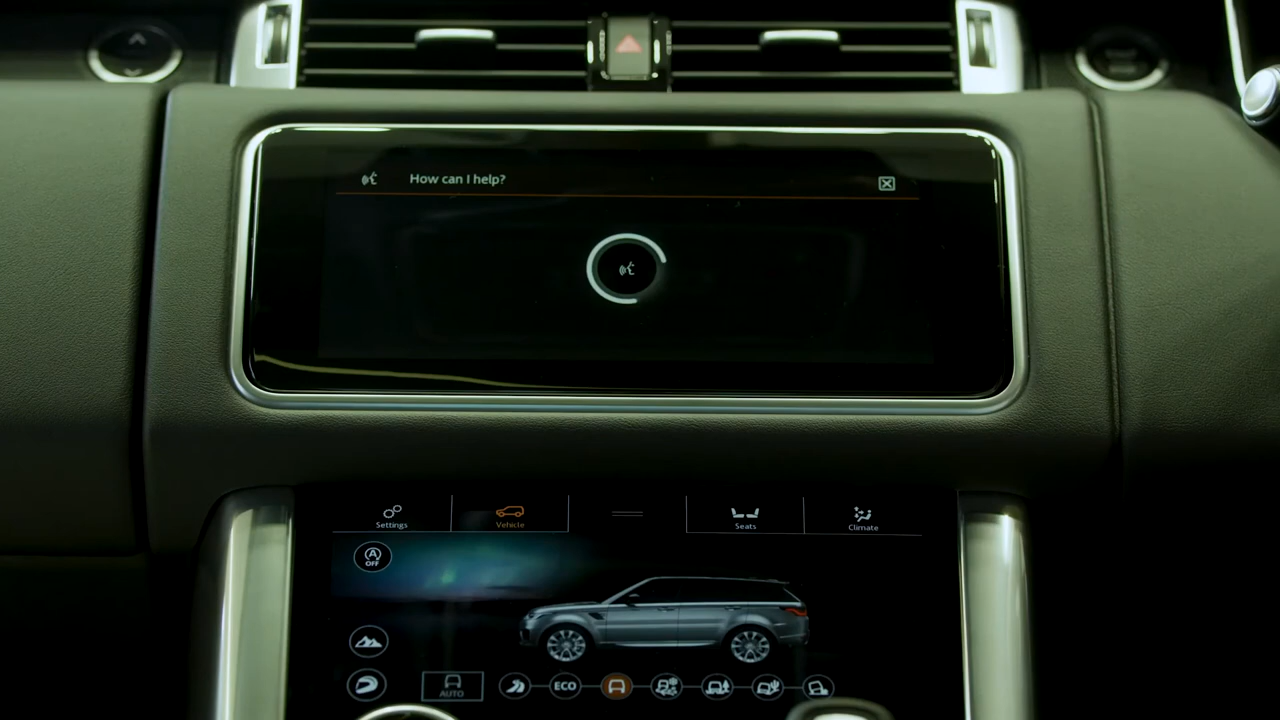 How can I help?
Settings
Vehicle
Seats
Climate
A
OFF
AUTO
ECO